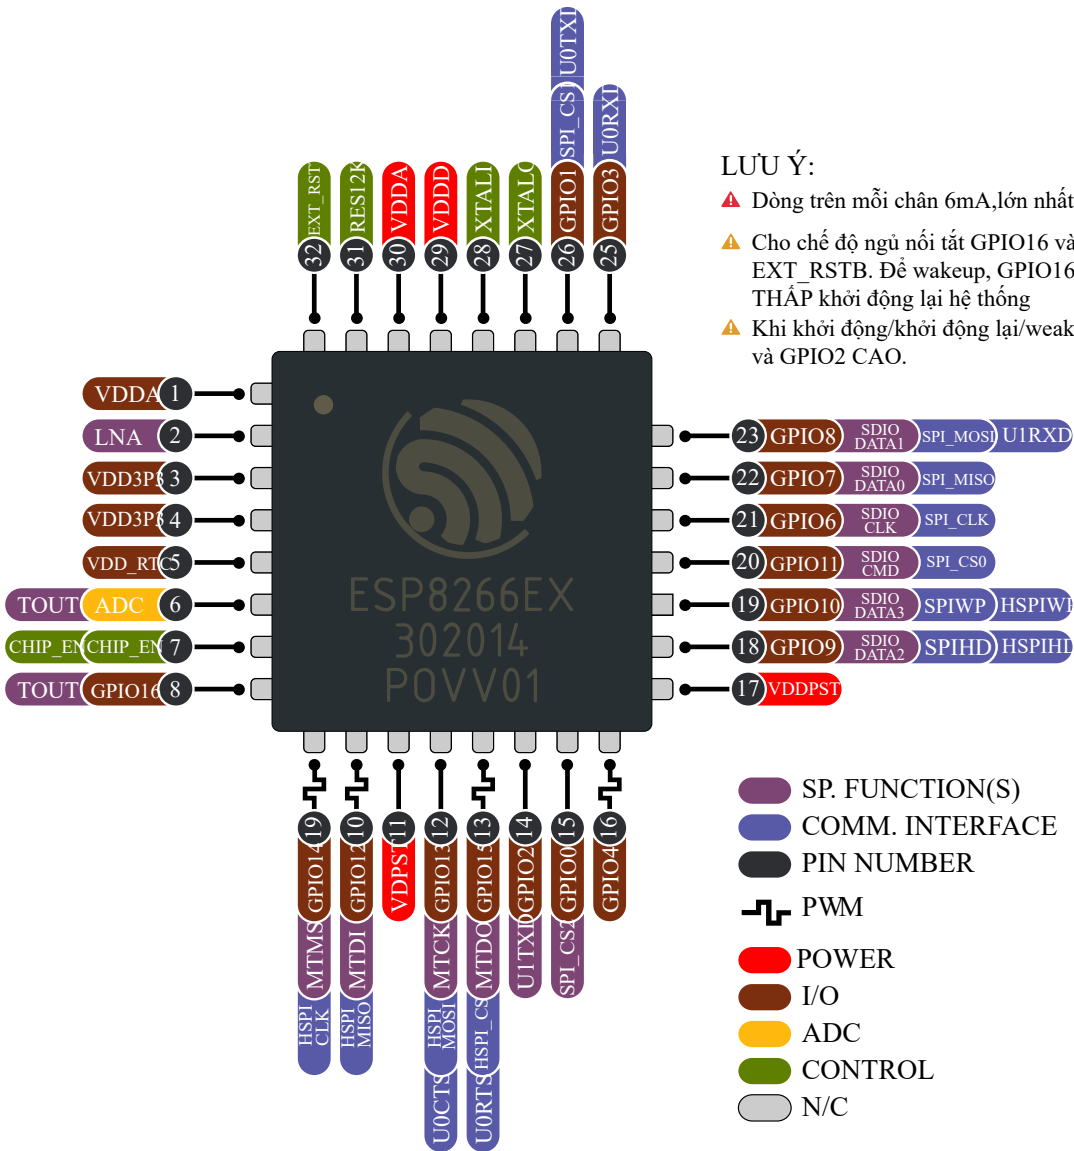 U0TXD
SPI_CS1
U0RXD
EXT_RST
RES12K
VDDA
VDDD
XTALI
XTALO
GPIO1
GPIO3
32
31
30
29
28
27
26
25
LƯU Ý:
Dòng trên mỗi chân 6mA,lớn nhất
Cho chế độ ngủ nối tắt GPIO16 và
EXT_RSTB. Để wakeup, GPIO16
THẤP khởi động lại hệ thống
Khi khởi động/khởi động lại/weak
và GPIO2 CAO.
VDDA 1
LNA 2
VDD3P3 3
VDD3P3 4
VDD_RTC 5
TOUT ADC 6
CHIP_EN CHIP_EN 7
TOUT GPIO16 8
ESP8266EX
302014
P0VV01
23 GPIO8 SDIO DATA1 SPI_MOSI U1RXD
22 GPIO7 SDIO DATA0 SPI_MISO
21 GPIO6 SDIO CLK SPI_CLK
20 GPIO11 SDIO CMD SPI_CS0
19 GPIO10 SDIO DATA3 SPIWP HSPIWP
18 GPIO9 SDIO DATA2 SPIHD HSPIHD
17 VDDPST
19 GPIO14 MTMS HSPI CLK
10 GPIO12 MTDI HSPI MISO
11 VDPST
12 GPIO13 MTCK HSPI MOSI U0CTS
13 GPIO15 MTDO HSPI_CS U0RTS
14 GPIO2 U1TXD
15 GPIO0 SPI_CS2
16 GPIO4
SP. FUNCTION(S)
COMM. INTERFACE
PIN NUMBER
PWM
POWER
I/O
ADC
CONTROL
N/C